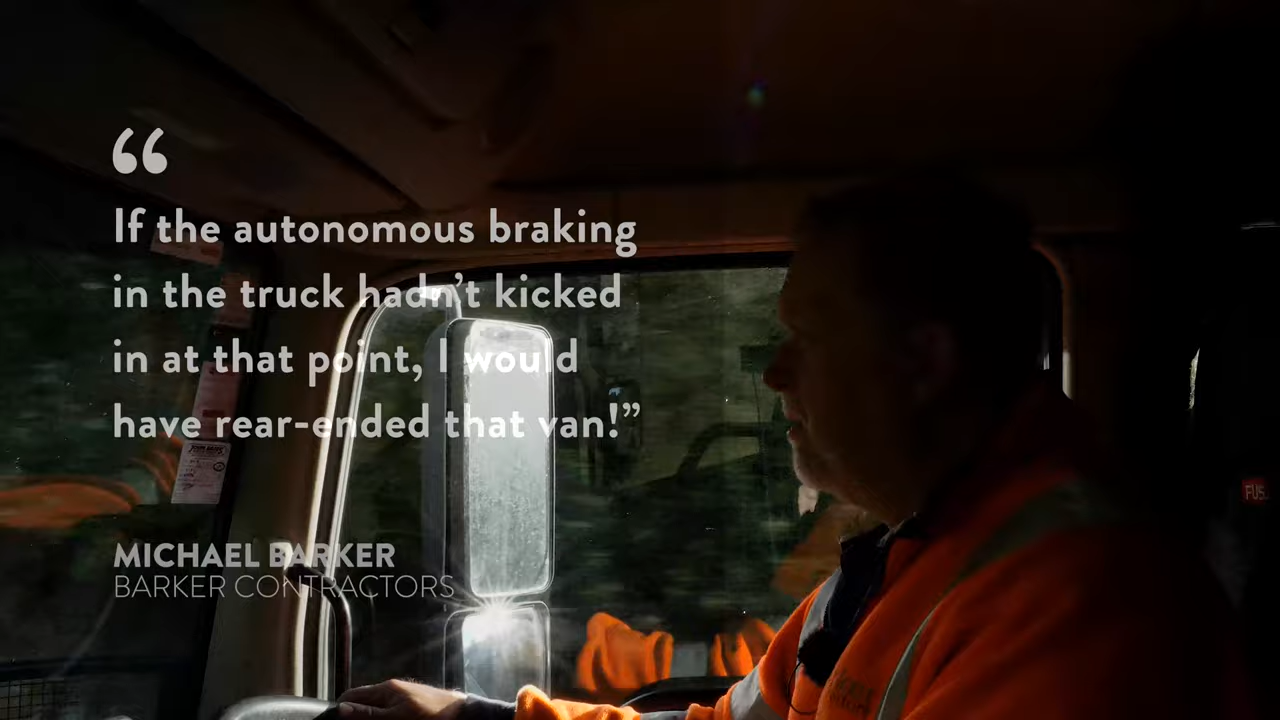 “
If the autonomous braking
in the truck hadn’t kicked
in at that point, I would
have rear-ended that van!”
MICHAEL BARKER
BARKER CONTRACTORS
FUS